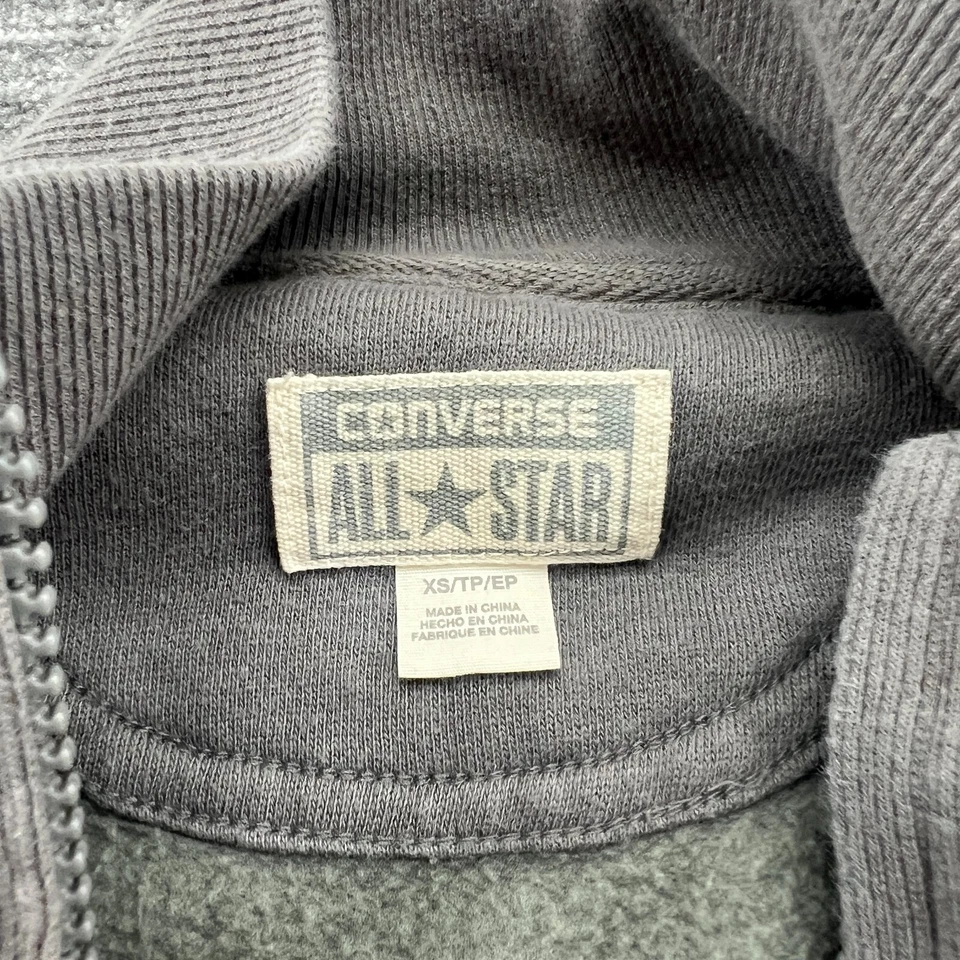 CONVERSE
ALL★STAR
XS/TP/EP
MADE IN CHINA
HECHO EN CHINA
FABRIQUE EN CHINE